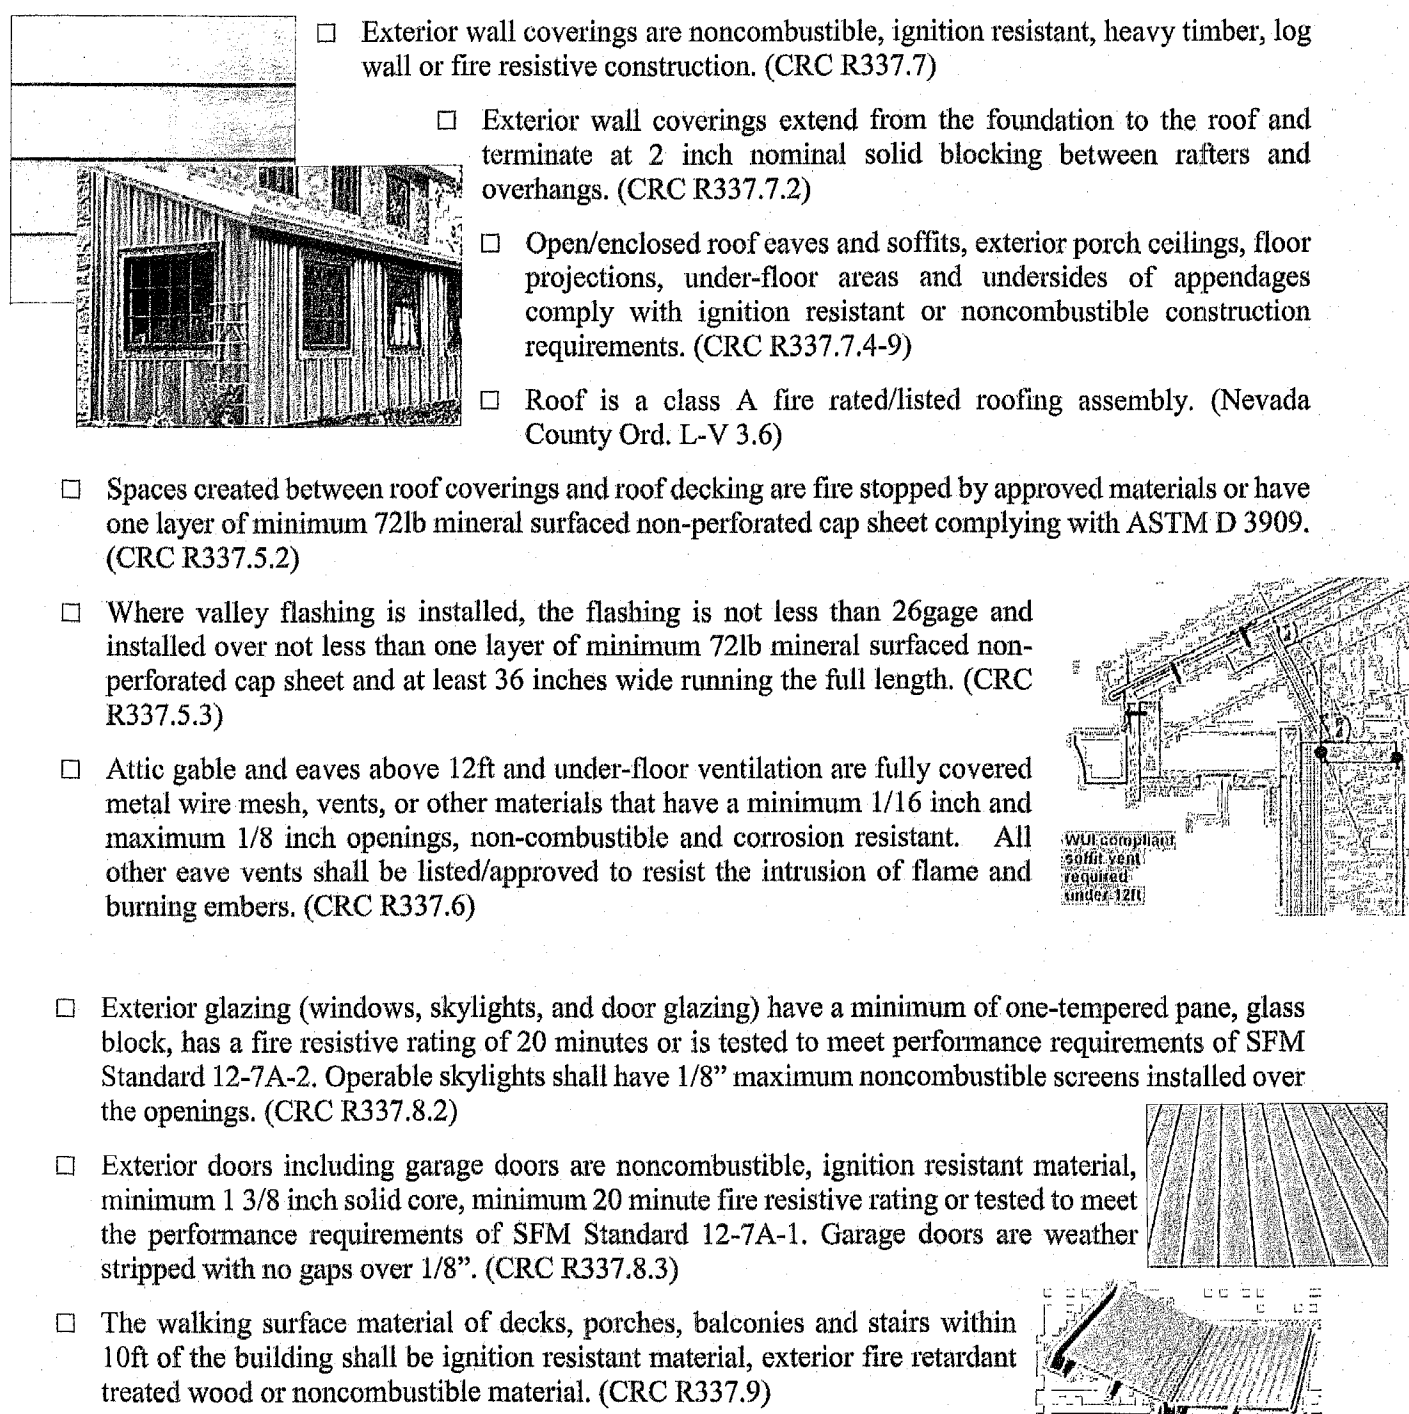 ☐ Exterior wall coverings are noncombustible, ignition resistant, heavy timber, log
wall or fire resistive construction. (CRC R337.7)
☐ Exterior wall coverings extend from the foundation to the roof and
terminate at 2 inch nominal solid blocking between rafters and
overhangs. (CRC R337.7.2)
☐ Open/enclosed roof eaves and soffits, exterior porch ceilings, floor
projections, under-floor areas and undersides of appendages
comply with ignition resistant or noncombustible construction
requirements. (CRC R337.7.4-9)
☐ Roof is a class A fire rated/listed roofing assembly. (Nevada
County Ord. L-V 3.6)
☐ Spaces created between roof coverings and roof decking are fire stopped by approved materials or have
one layer of minimum 72lb mineral surfaced non-perforated cap sheet complying with ASTM D 3909.
(CRC R337.5.2)
☐ Where valley flashing is installed, the flashing is not less than 26gage and
installed over not less than one layer of minimum 72lb mineral surfaced non-
perforated cap sheet and at least 36 inches wide running the full length. (CRC
R337.5.3)
☐ Attic gable and eaves above 12ft and under-floor ventilation are fully covered
metal wire mesh, vents, or other materials that have a minimum 1/16 inch and
maximum 1/8 inch openings, non-combustible and corrosion resistant. All
other eave vents shall be listed/approved to resist the intrusion of flame and
burning embers. (CRC R337.6)
WUI compliant
soffit vent
required
under 12ft
☐ Exterior glazing (windows, skylights, and door glazing) have a minimum of one-tempered pane, glass
block, has a fire resistive rating of 20 minutes or is tested to meet performance requirements of SFM
Standard 12-7A-2. Operable skylights shall have 1/8" maximum noncombustible screens installed over
the openings. (CRC R337.8.2)
☐ Exterior doors including garage doors are noncombustible, ignition resistant material,
minimum 1 3/8 inch solid core, minimum 20 minute fire resistive rating or tested to meet
the performance requirements of SFM Standard 12-7A-1. Garage doors are weather
stripped with no gaps over 1/8". (CRC R337.8.3)
☐ The walking surface material of decks, porches, balconies and stairs within
10ft of the building shall be ignition resistant material, exterior fire retardant
treated wood or noncombustible material. (CRC R337.9)